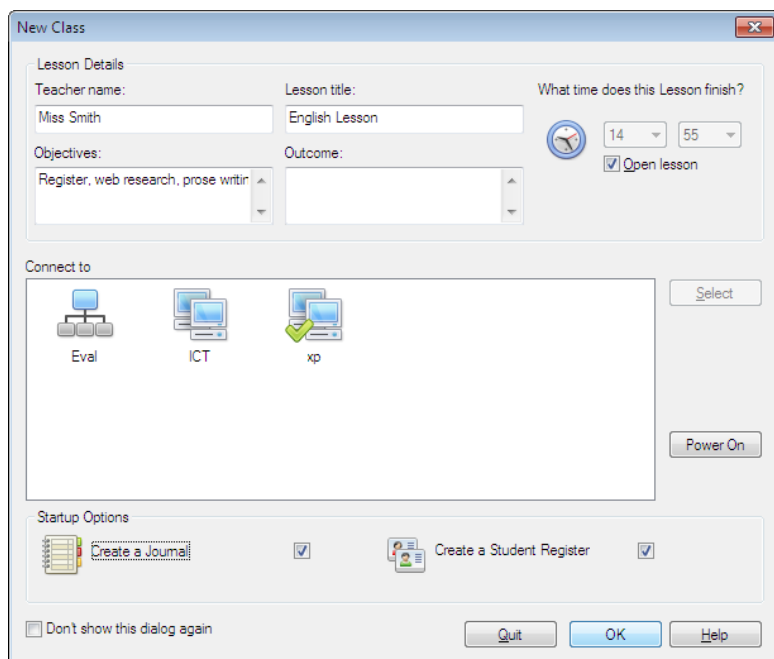 New Class
Lesson Details
Teacher name:
Lesson title:
What time does this Lesson finish?
Miss Smith
English Lesson
14
55
Objectives:
Outcome:
Open lesson
Register, web research, prose writin
Connect to
Select
Eval
ICT
xp
Power On
Startup Options
Create a Journal
Create a Student Register
Don't show this dialog again
Quit
OK
Help